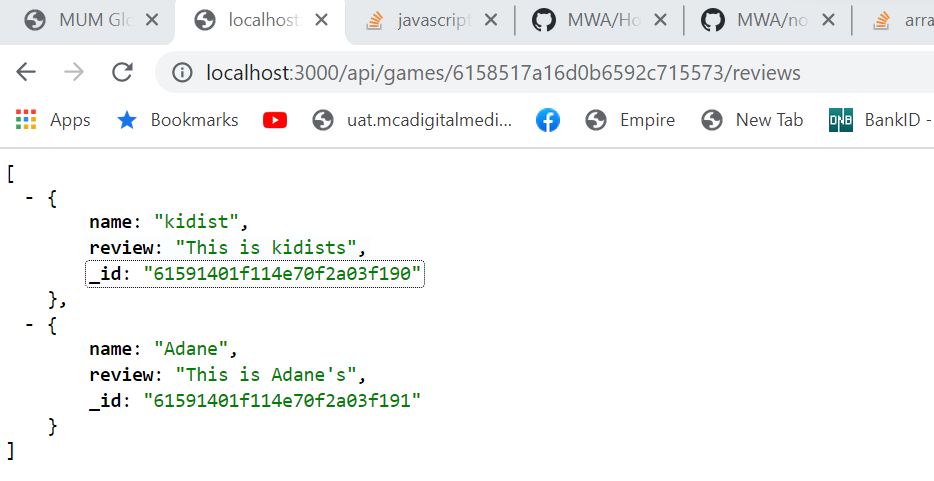 MUM Glo
localhost
javascript
MWA/Ho
MWA/no
arra
localhost:3000/api/games/6158517a16d0b6592c715573/reviews
Apps
Bookmarks
uat.mcadigitalmedi...
Empire
New Tab
DNB
BankID -
[
- {
name: "kidist",
review: "This is kidists",
_id: "61591401f114e70f2a03f190"
},
- {
name: "Adane",
review: "This is Adane's",
_id: "61591401f114e70f2a03f191"
}
]